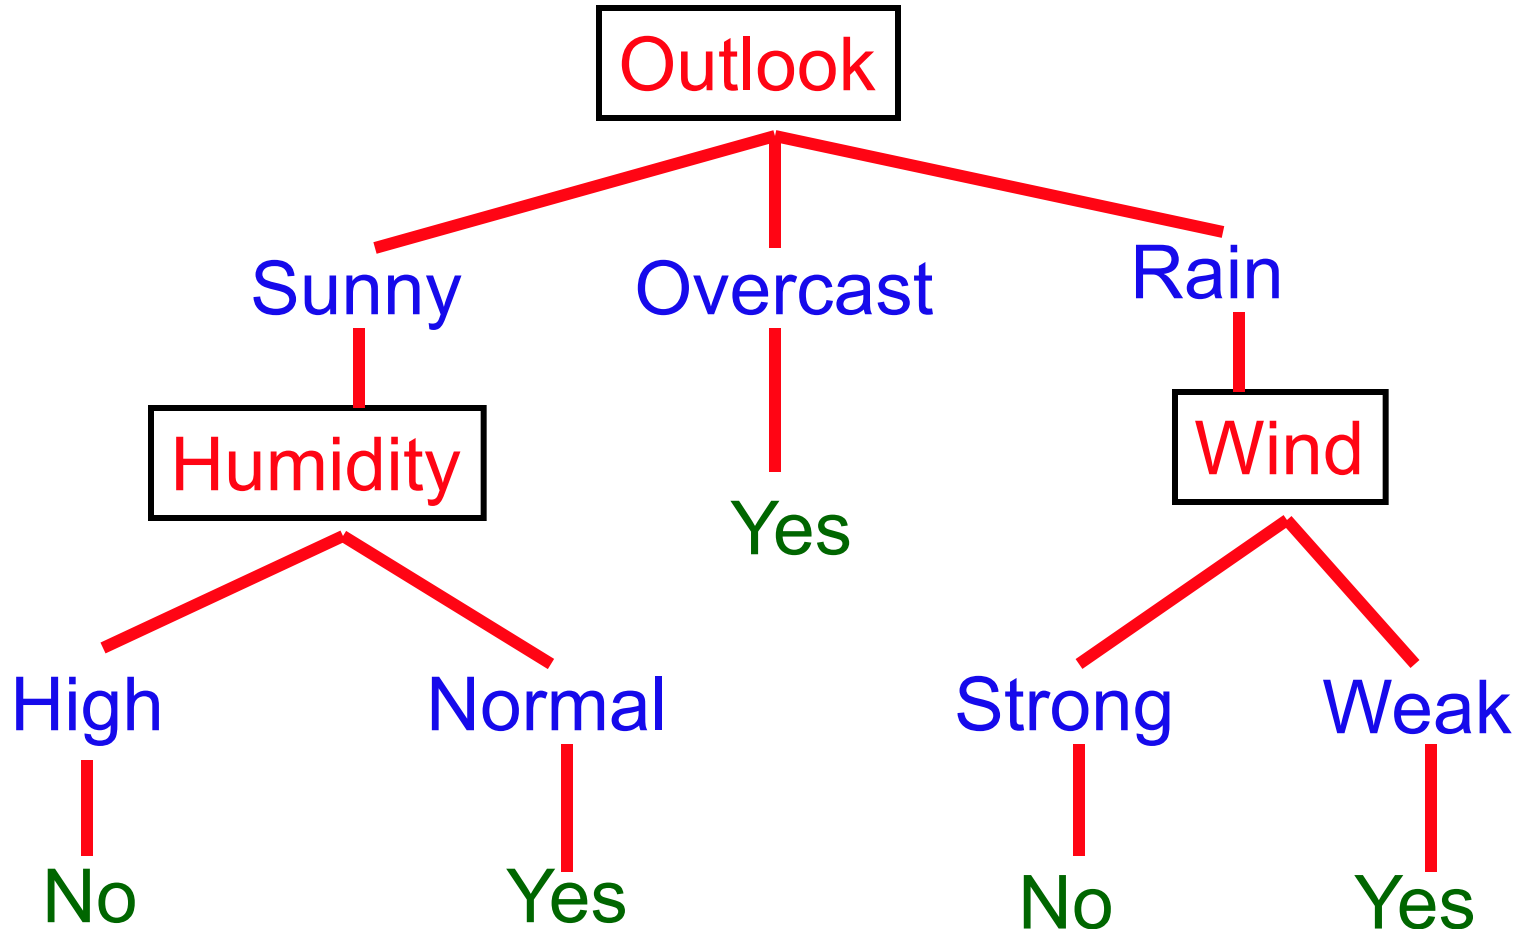 Outlook
Sunny Overcast Rain
Humidity Wind
Yes
High Normal Strong Weak
No Yes No Yes